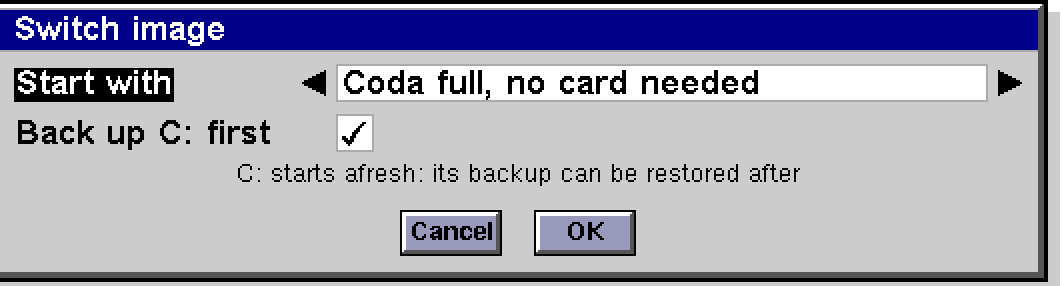 Switch image
Start with Coda full, no card needed
Back up C: first
C: starts afresh: its backup can be restored after
Cancel OK